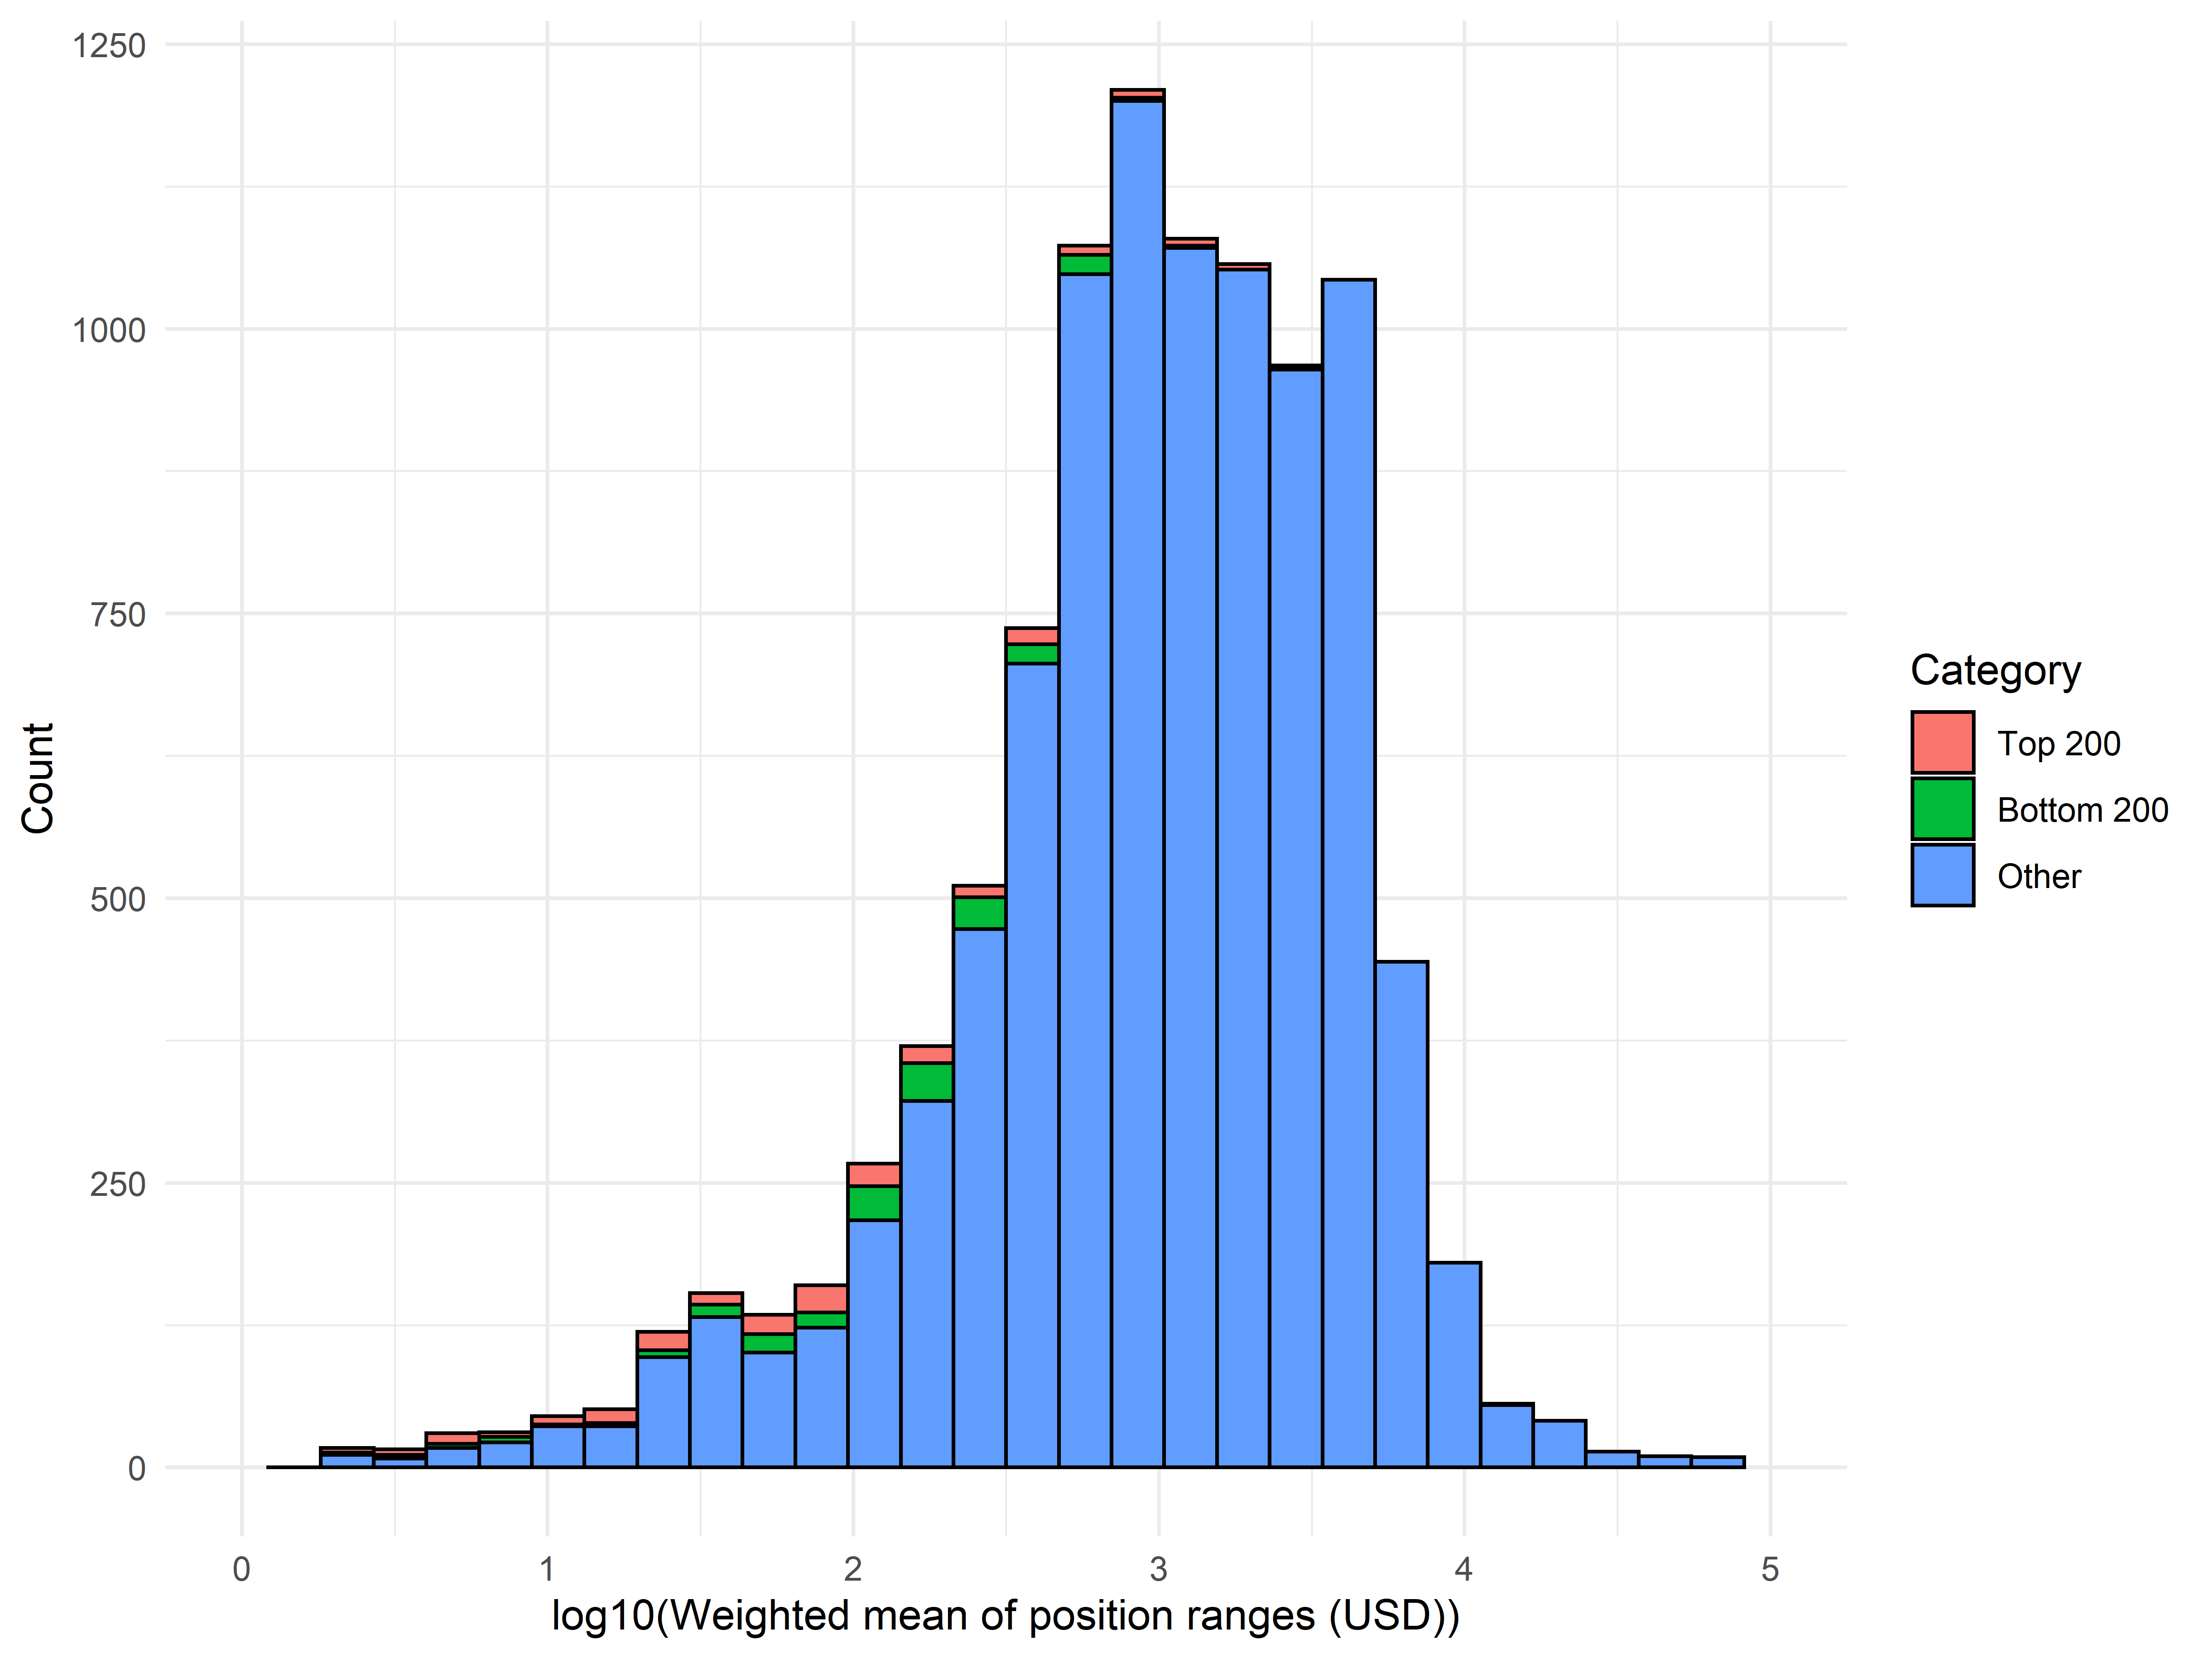 1250
1000
750
500
250
0
Count
0 1 2 3 4 5
log10(Weighted mean of position ranges (USD))
Category
Top 200
Bottom 200
Other